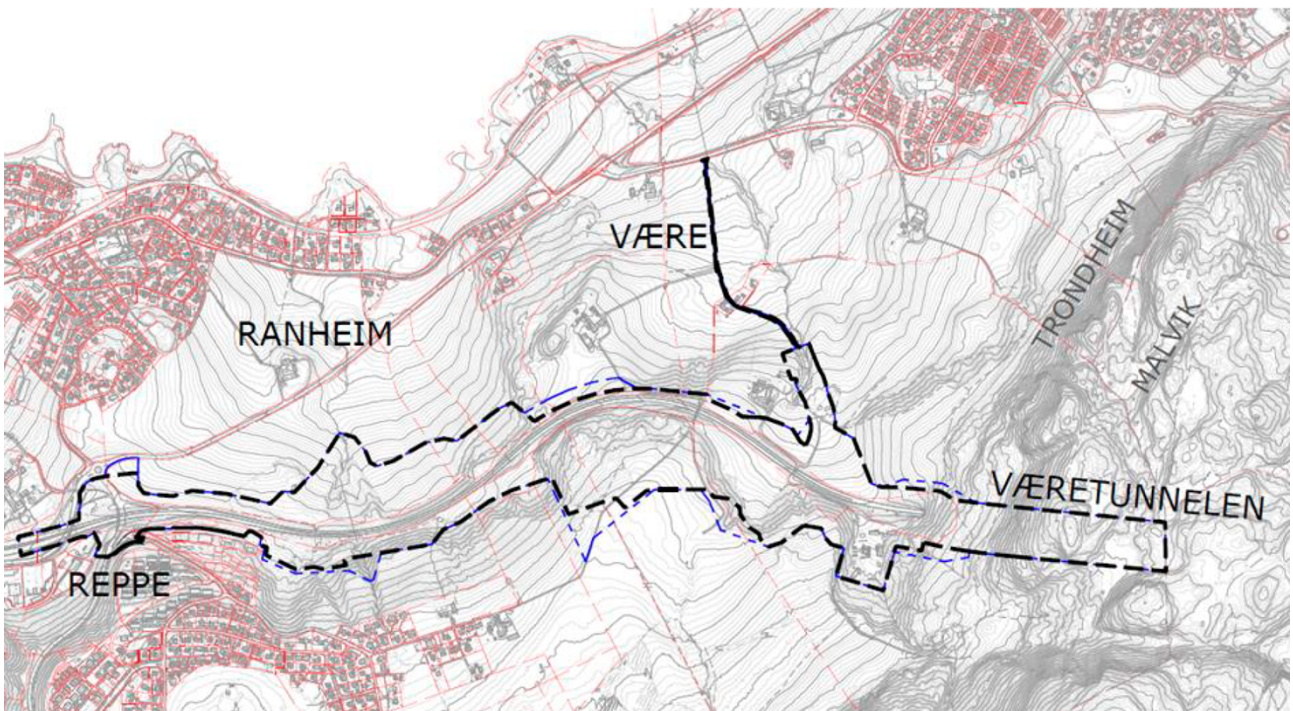 VÆRE
TRONDHEIM
MALVIK
RANHEIM
VÆRETUNNELEN
REPPE